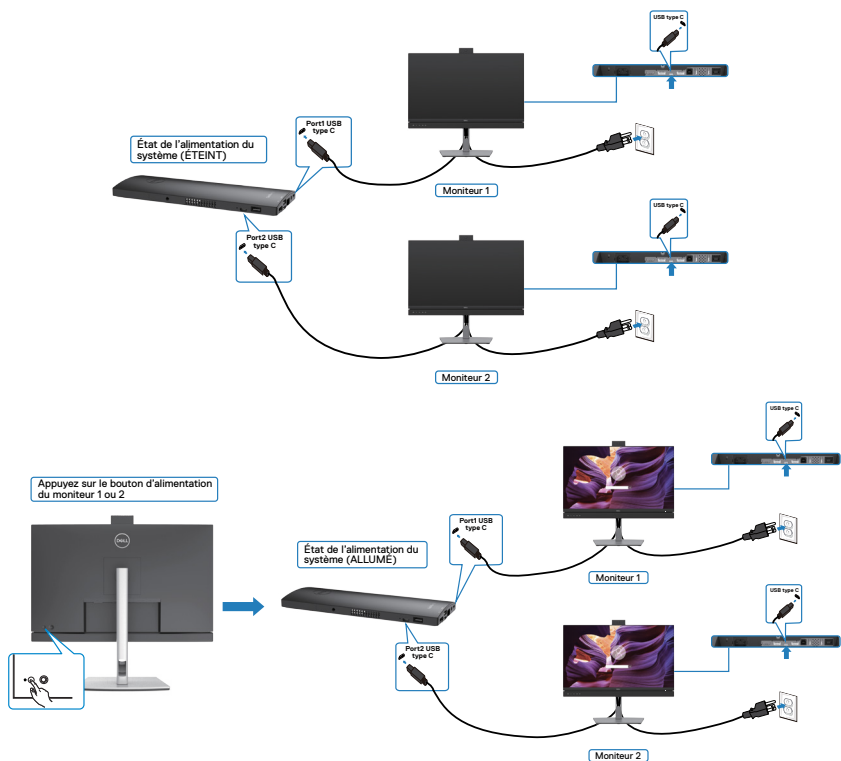 USB type C
Port1 USB
type C
État de l'alimentation du
système (ÉTEINT)
Moniteur 1
USB type C
Port2 USB
type C
Moniteur 2
USB type C
Appuyez sur le bouton d'alimentation
du moniteur 1 ou 2
DELL
Port1 USB
type C
État de l'alimentation du
système (ALLUMÉ)
Moniteur 1
USB type C
Port2 USB
type C
Moniteur 2